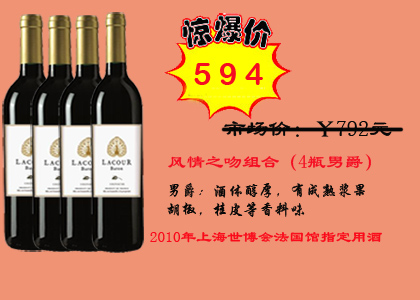 惊爆价
594
市场价：￥792元
风情之吻组合（4瓶男爵）
男爵：酒体醇厚，有成熟浆果
胡椒，桂皮等香料味
2010年上海世博会法国馆指定用酒
LACOUR
LACOUR
Baron